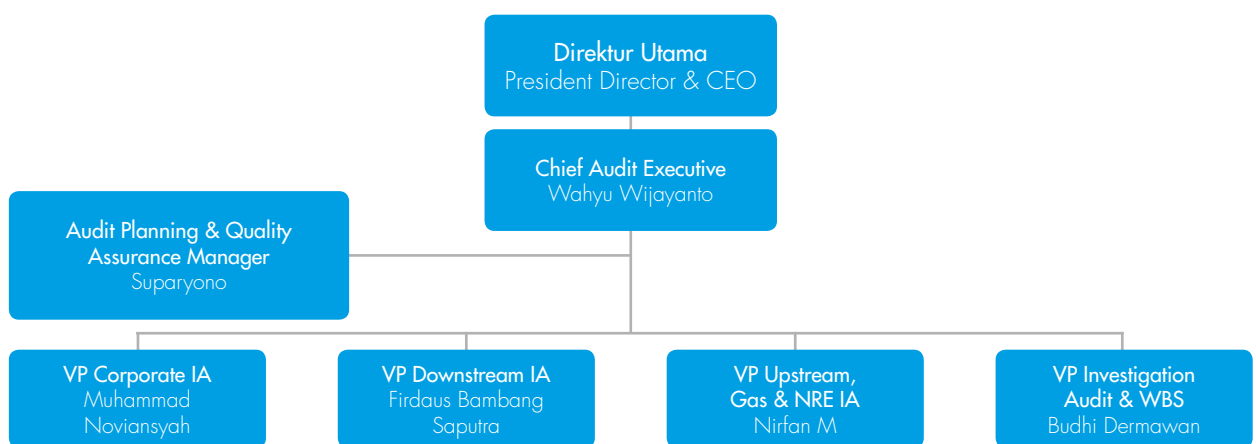 Direktur Utama
President Director & CEO
Chief Audit Executive
Wahyu Wijayanto
Audit Planning & Quality
Assurance Manager
Suparyono
VP Corporate IA
Muhammad
Noviansyah
VP Downstream IA
Firdaus Bambang
Saputra
VP Upstream,
Gas & NRE IA
Nirfan M
VP Investigation
Audit & WBS
Budhi Dermawan